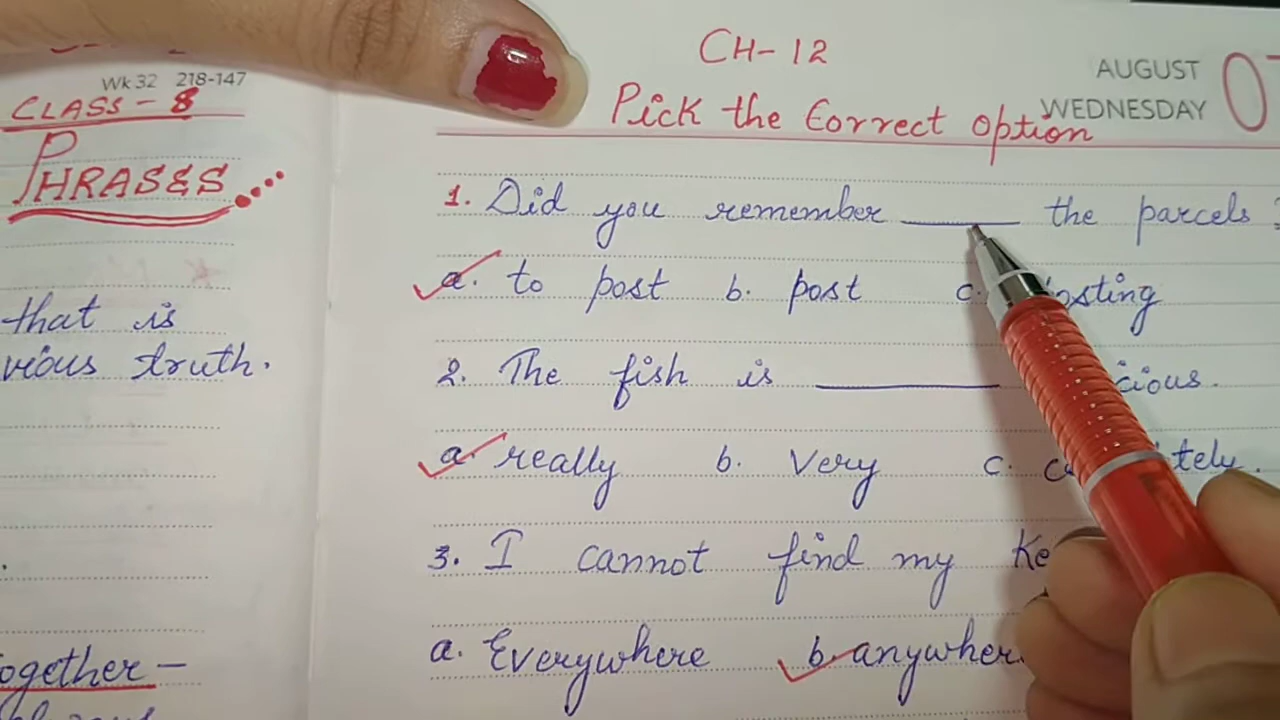 Wk 32 218-147
CLASS - 8
PHRASES....
that is
truth.
ogether -
CH-12
AUGUST
WEDNESDAY
Pick the Correct option
1. Did you remember ______ the parcels ?
a. to post b. post c.
2. The fish is ______
a. really b. Very c.
3. I cannot find my
a. Everywhere b. anywher